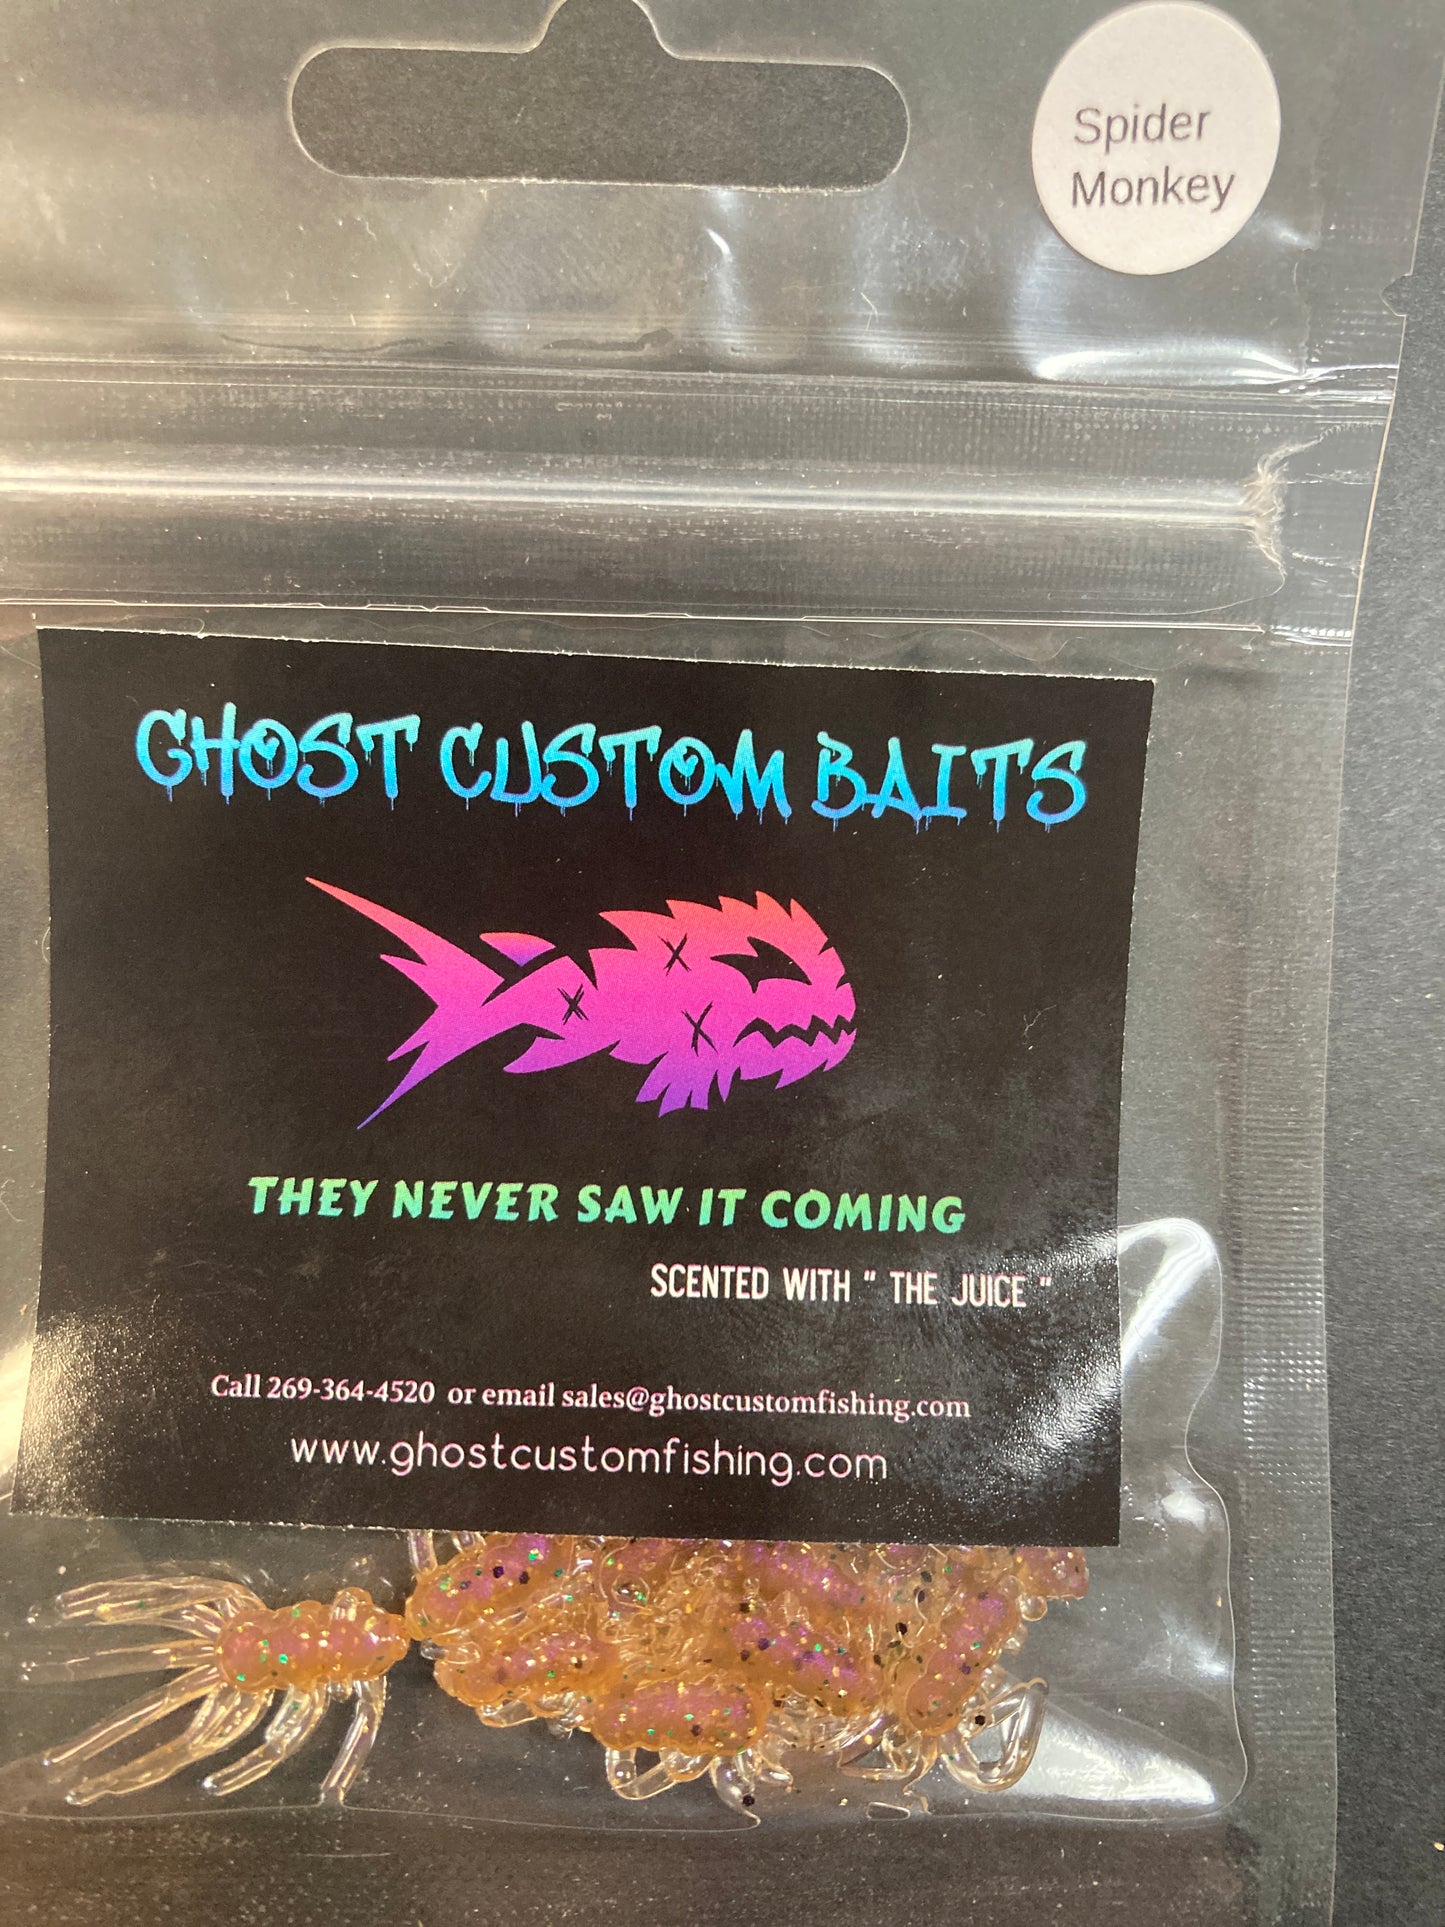 Spider
Monkey
GHOST CUSTOM BAITS
THEY NEVER SAW IT COMING
SCENTED WITH " THE JUICE "
Call 269-364-4520 or email sales@ghostcustomfishing.com
www.ghostcustomfishing.com